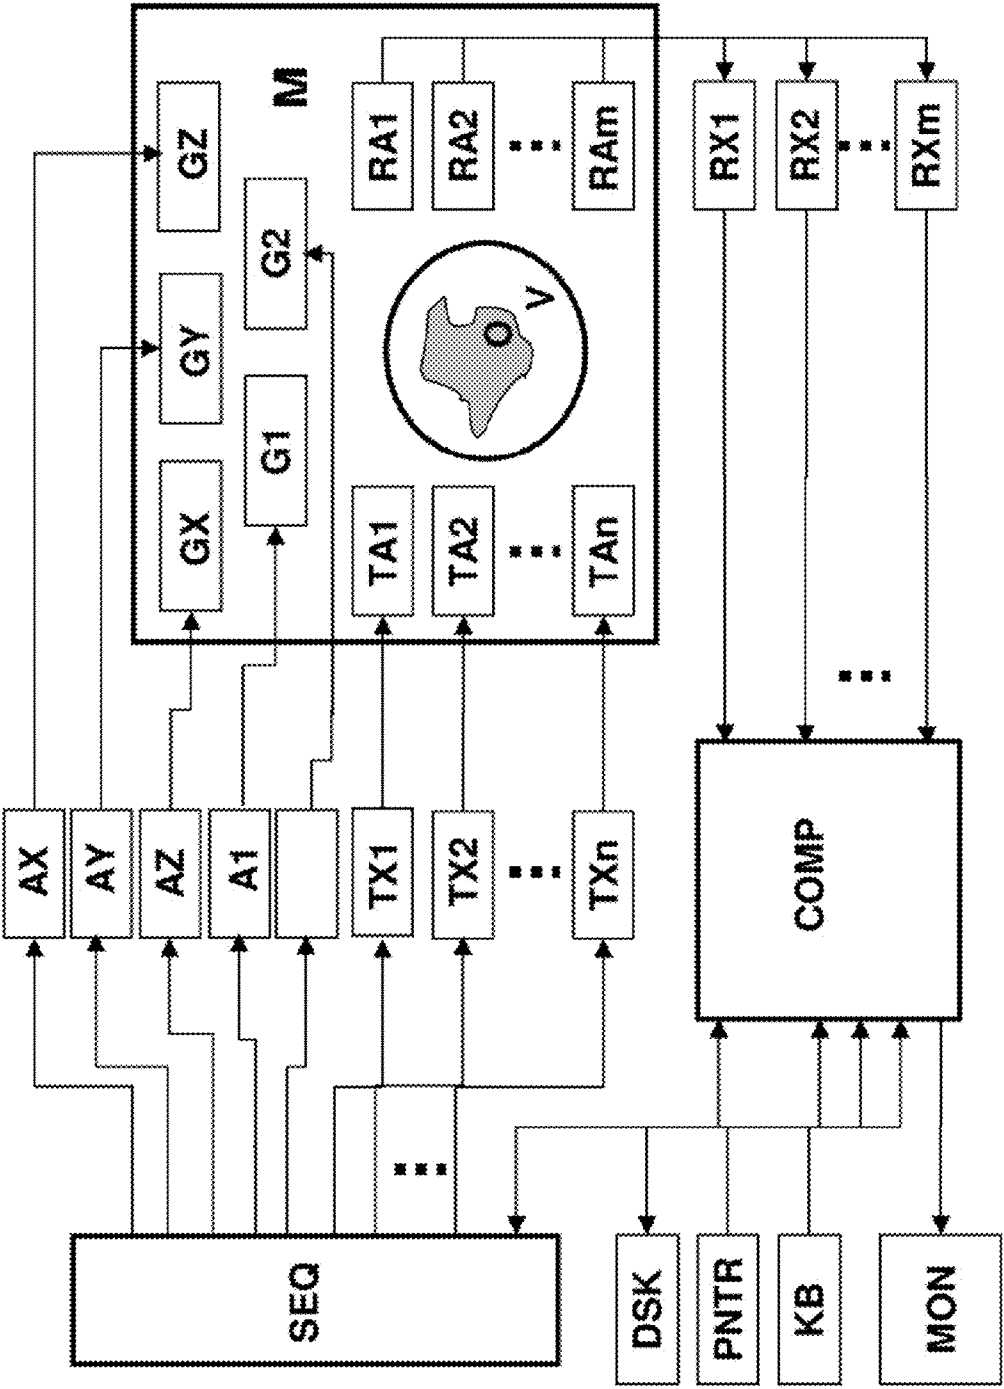 AX
AY
AZ
GX GY GZ
A1
G1 G2
M
SEQ
TX1 TA1 RA1
TX2 TA2 RA2
O
V
TXn TAn RAm
DSK
PNTR RX1
KB COMP RX2
MON RXm